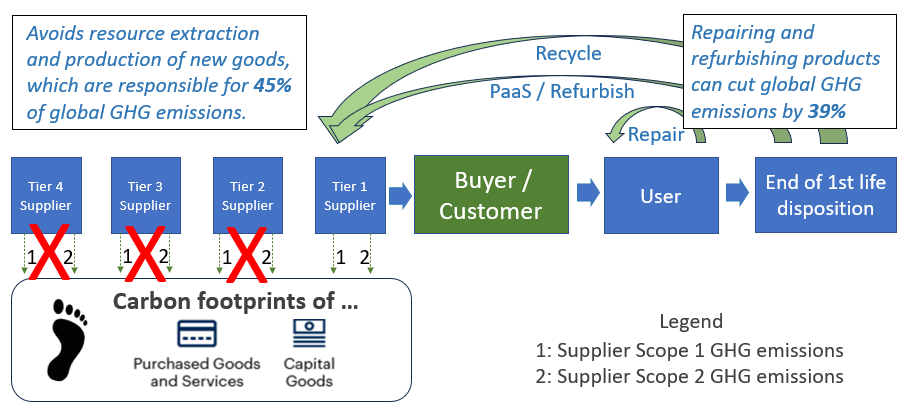 Avoids resource extraction
and production of new goods,
which are responsible for 45%
of global GHG emissions.
Recycle
PaaS / Refurbish
Repair
Repairing and
refurbishing products
can cut global GHG
emissions by 39%
Tier 4
Supplier
Tier 3
Supplier
Tier 2
Supplier
Tier 1
Supplier
Buyer /
Customer
User
End of 1st life
disposition
1 2
1 2
1 2
1 2
Carbon footprints of …
Purchased Goods
and Services
Capital
Goods
Legend
1: Supplier Scope 1 GHG emissions
2: Supplier Scope 2 GHG emissions